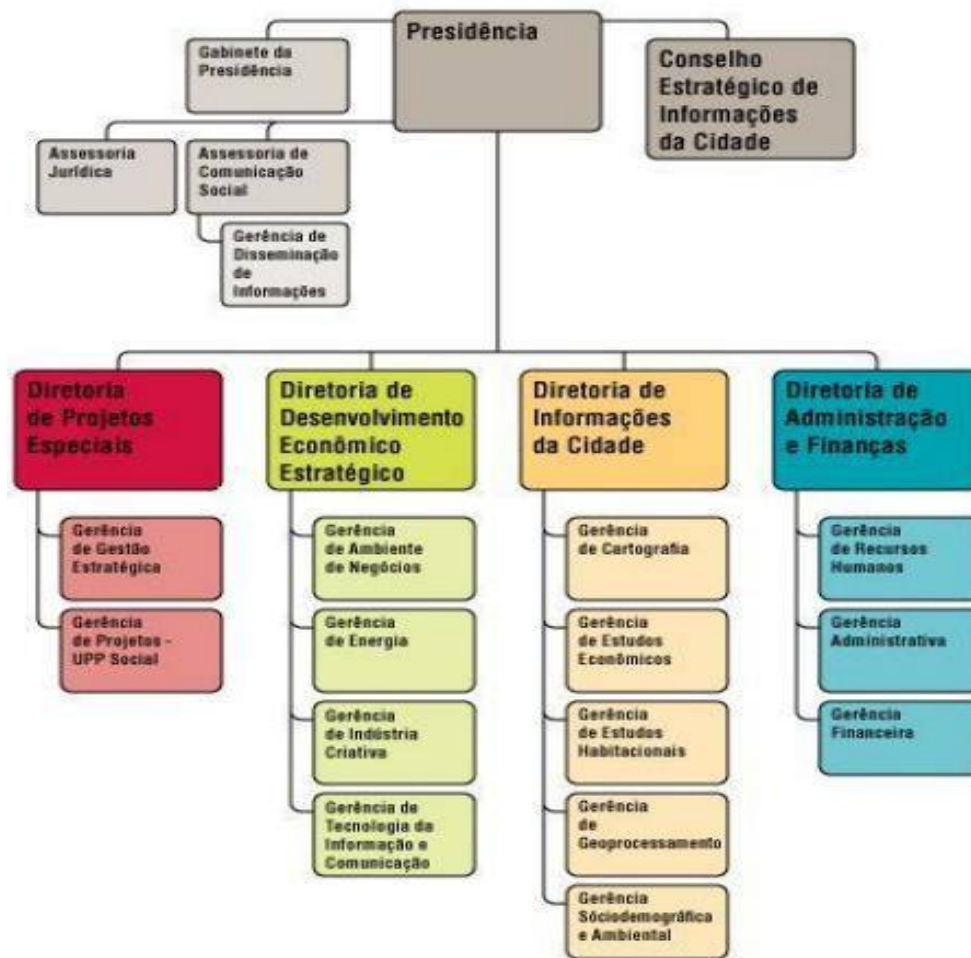 Presidência
Gabinete da
Presidência
Conselho
Estratégico de
Informações
da Cidade
Assessoria
Jurídica
Assessoria de
Comunicação
Social
Gerência de
Disseminação
de
Informações
Diretoria
de Projetos
Especiais
Diretoria de
Desenvolvimento
Econômico
Estratégico
Diretoria de
Informações
da Cidade
Diretoria de
Administração
e Finanças
Gerência
de Gestão
Estratégica
Gerência
de Projetos -
UPP Social
Gerência
de Ambiente
de Negócios
Gerência
de Energia
Gerência
de Indústria
Criativa
Gerência de
Tecnologia da
Informação e
Comunicação
Gerência
de Cartografia
Gerência
de Estudos
Econômicos
Gerência
de Estudos
Habitacionais
Gerência
de
Geoprocessamento
Gerência
Sóciodemográfica
e Ambiental
Gerência
de Recursos
Humanos
Gerência
Administrativa
Gerência
Financeira